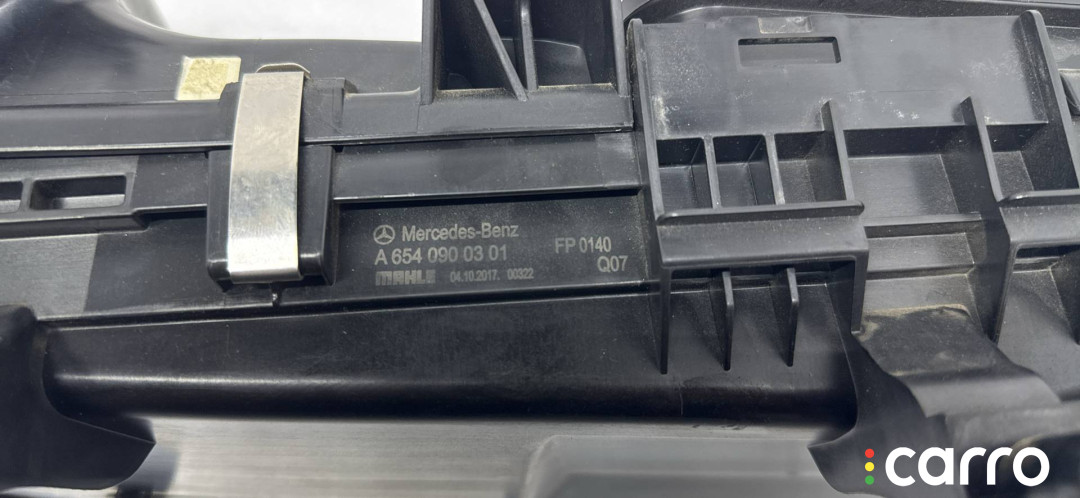 Mercedes-Benz
A 654 090 03 01
FP 0140
Q07
MAHLE 04.10.2017. 00322
carro